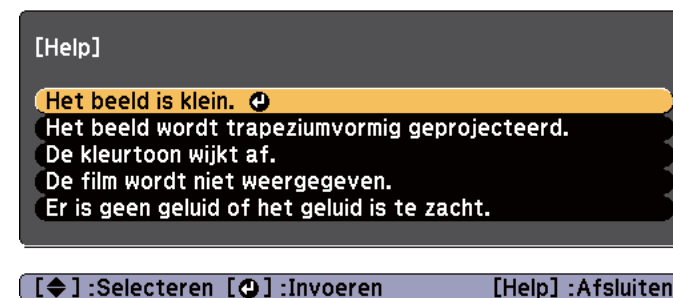 [Help]
Het beeld is klein.
Het beeld wordt trapeziumvormig geprojecteerd.
De kleurtoon wijkt af.
De film wordt niet weergegeven.
Er is geen geluid of het geluid is te zacht.
[◆] :Selecteren [⏎] :Invoeren [Help] :Afsluiten